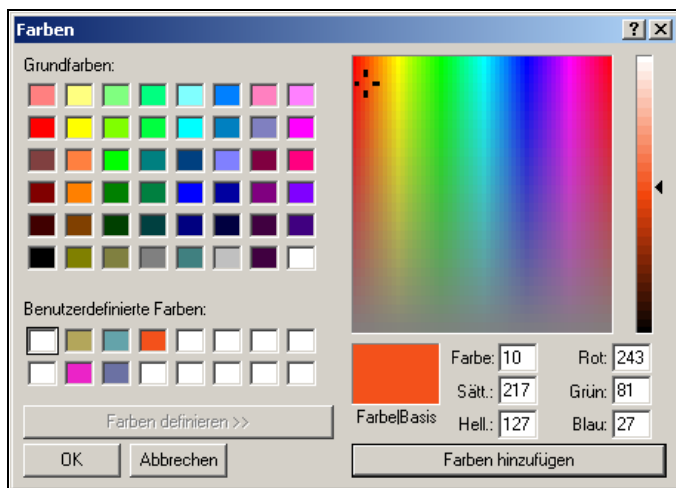 Farben
Grundfarben:
Benutzerdefinierte Farben:
Farben definieren >>
OK
Abbrechen
Farbe|Basis
Farbe: 10
Sätt.: 217
Hell.: 127
Rot: 243
Grün: 81
Blau: 27
Farben hinzufügen